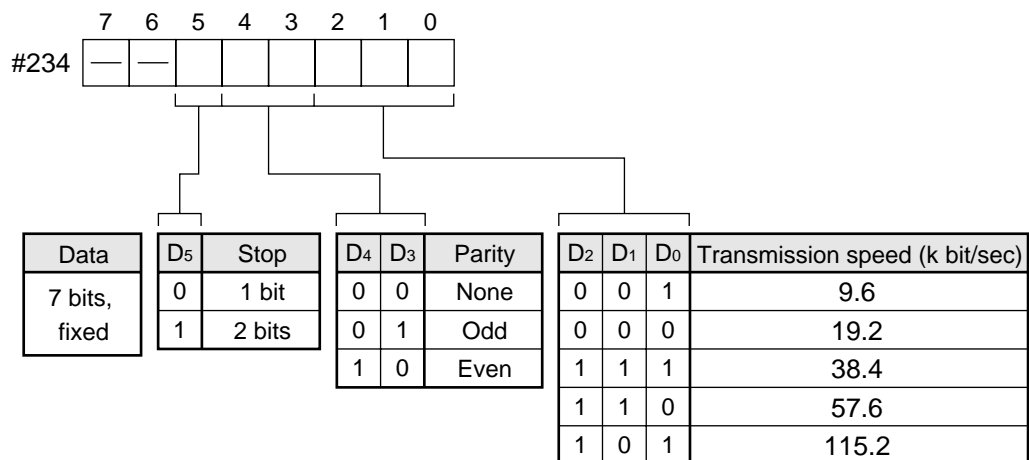 7 6 5 4 3 2 1 0
#234 — —
Data
7 bits,
fixed
D5 Stop
0 1 bit
1 2 bits
D4 D3 Parity
0 0 None
0 1 Odd
1 0 Even
D2 D1 D0 Transmission speed (k bit/sec)
0 0 1 9.6
0 0 0 19.2
1 1 1 38.4
1 1 0 57.6
1 0 1 115.2